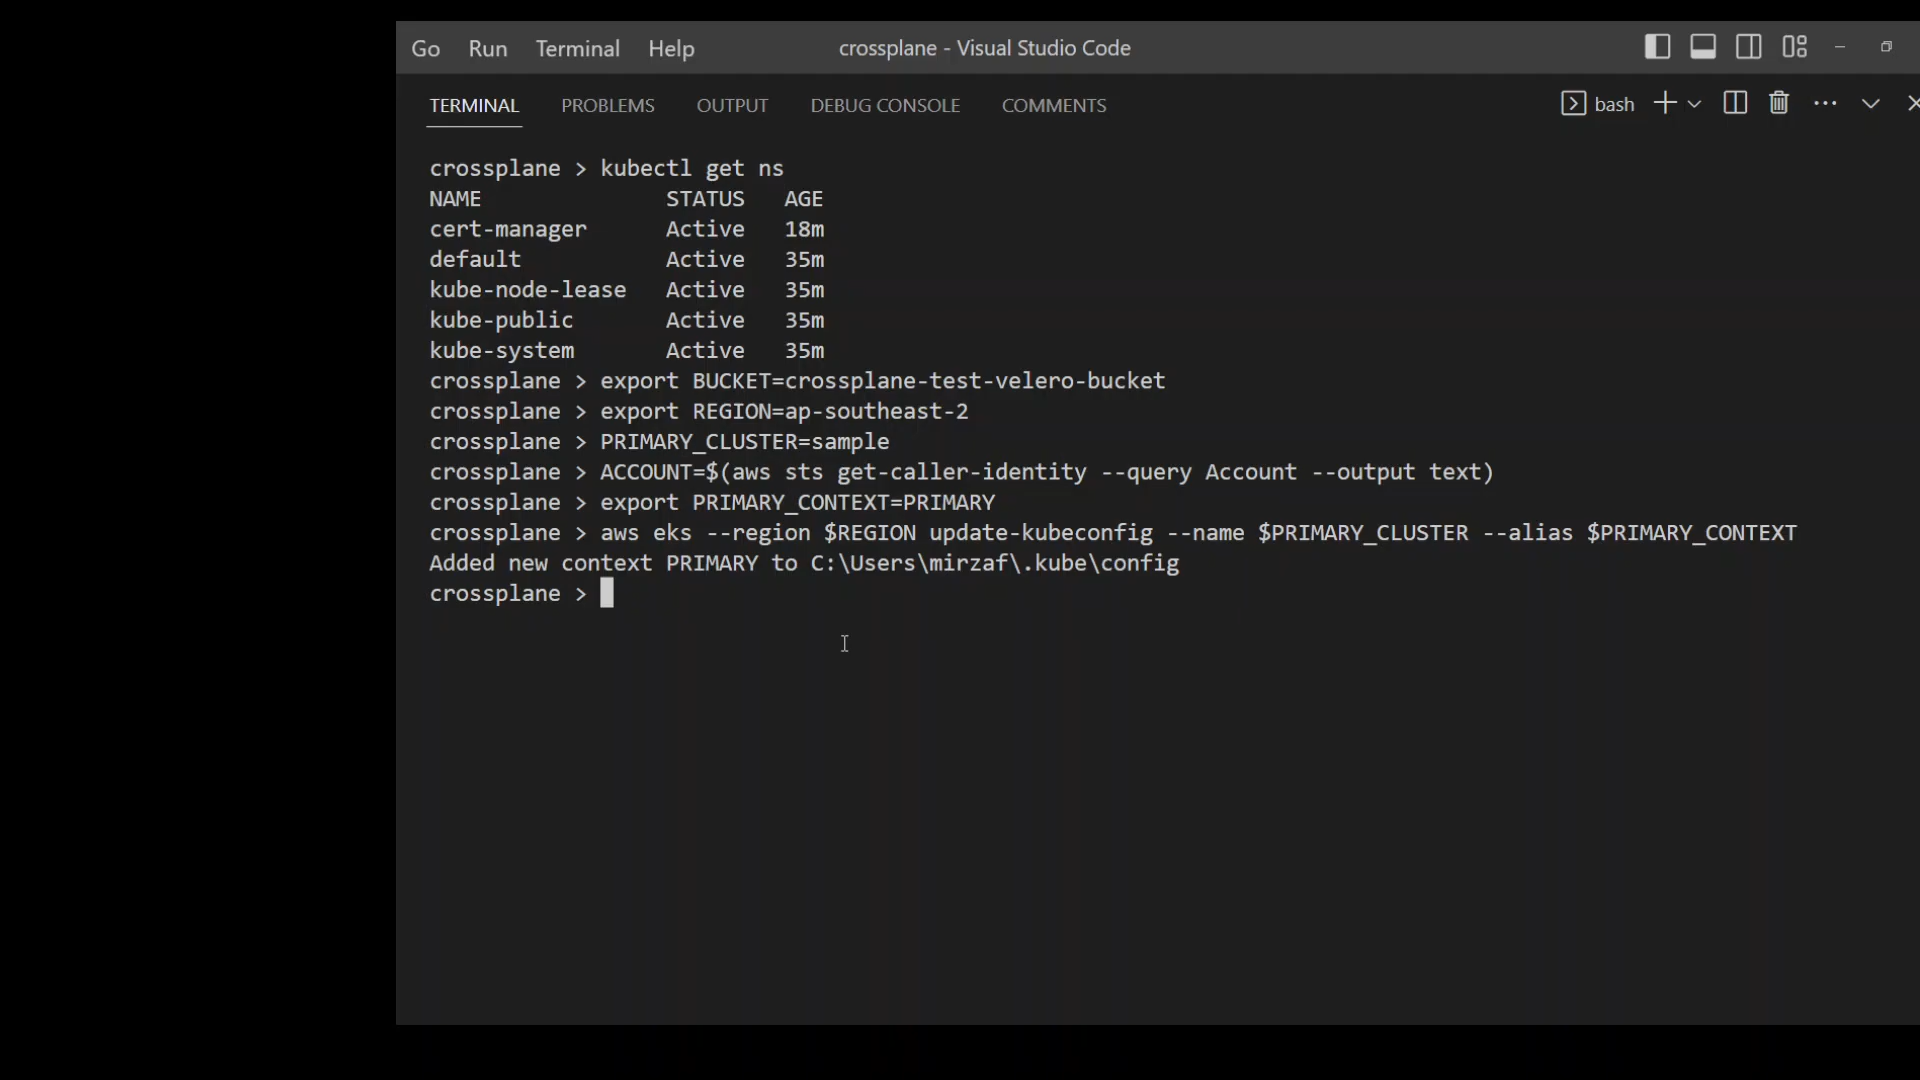 Go Run Terminal Help crossplane - Visual Studio Code
TERMINAL PROBLEMS OUTPUT DEBUG CONSOLE COMMENTS bash
crossplane > kubectl get ns
NAME STATUS AGE
cert-manager Active 18m
default Active 35m
kube-node-lease Active 35m
kube-public Active 35m
kube-system Active 35m
crossplane > export BUCKET=crossplane-test-velero-bucket
crossplane > export REGION=ap-southeast-2
crossplane > PRIMARY_CLUSTER=sample
crossplane > ACCOUNT=$(aws sts get-caller-identity --query Account --output text)
crossplane > export PRIMARY_CONTEXT=PRIMARY
crossplane > aws eks --region $REGION update-kubeconfig --name $PRIMARY_CLUSTER --alias $PRIMARY_CONTEXT
Added new context PRIMARY to C:\Users\mirzaf\.kube\config
crossplane >